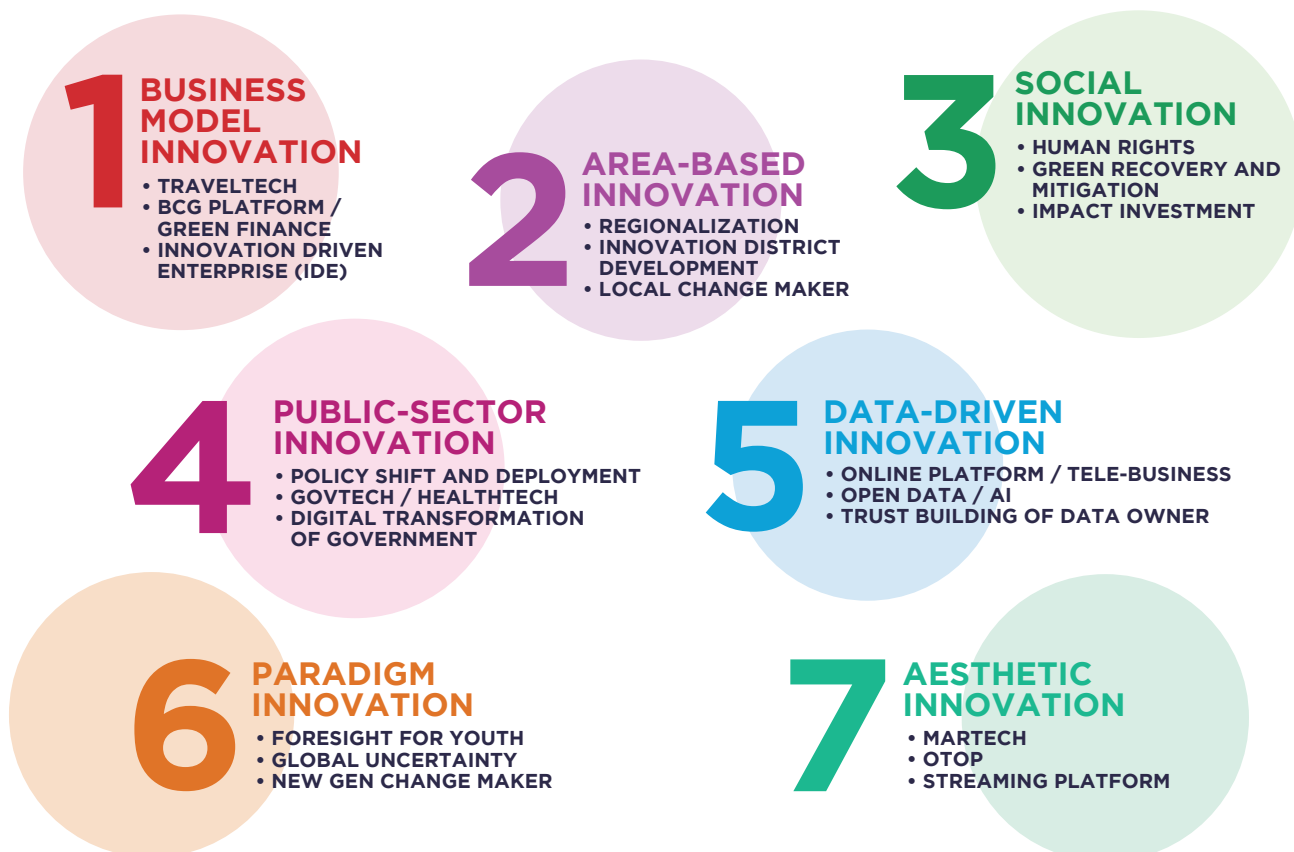 1
BUSINESS
MODEL
INNOVATION
• TRAVELTECH
• BCG PLATFORM /
GREEN FINANCE
• INNOVATION DRIVEN
ENTERPRISE (IDE)
2
AREA-BASED
INNOVATION
• REGIONALIZATION
• INNOVATION DISTRICT
DEVELOPMENT
• LOCAL CHANGE MAKER
3
SOCIAL
INNOVATION
• HUMAN RIGHTS
• GREEN RECOVERY AND
MITIGATION
• IMPACT INVESTMENT
4
PUBLIC-SECTOR
INNOVATION
• POLICY SHIFT AND DEPLOYMENT
• GOVTECH / HEALTHTECH
• DIGITAL TRANSFORMATION
OF GOVERNMENT
5
DATA-DRIVEN
INNOVATION
• ONLINE PLATFORM / TELE-BUSINESS
• OPEN DATA / AI
• TRUST BUILDING OF DATA OWNER
6
PARADIGM
INNOVATION
• FORESIGHT FOR YOUTH
• GLOBAL UNCERTAINTY
• NEW GEN CHANGE MAKER
7
AESTHETIC
INNOVATION
• MARTECH
• OTOP
• STREAMING PLATFORM